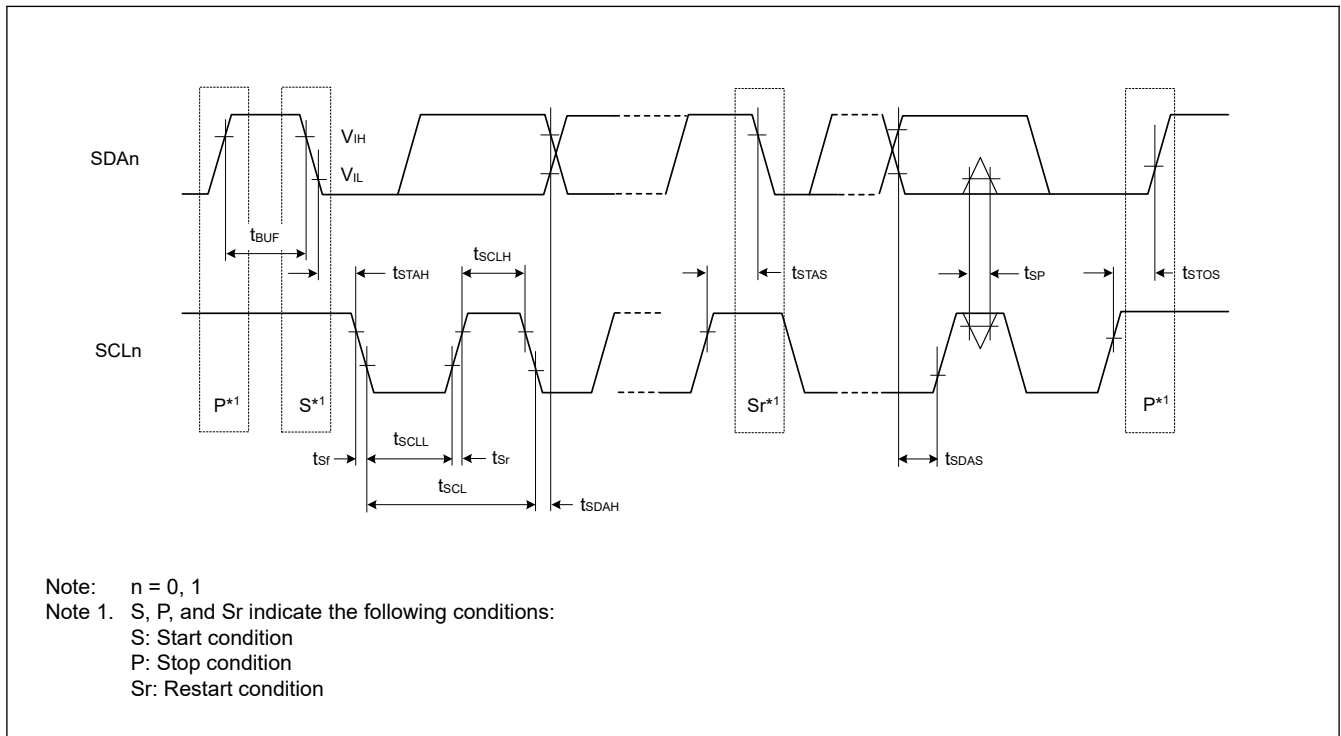 SDAn
VIH
VIL
tBUF
tSTAH
tSCLH
tSTAS
tSP
tSTOS
SCLn
P*1
S*1
Sr*1
P*1
tSf
tSCLL
tSr
tSDAS
tSCL
tSDAH
Note: n = 0, 1
Note 1. S, P, and Sr indicate the following conditions:
S: Start condition
P: Stop condition
Sr: Restart condition